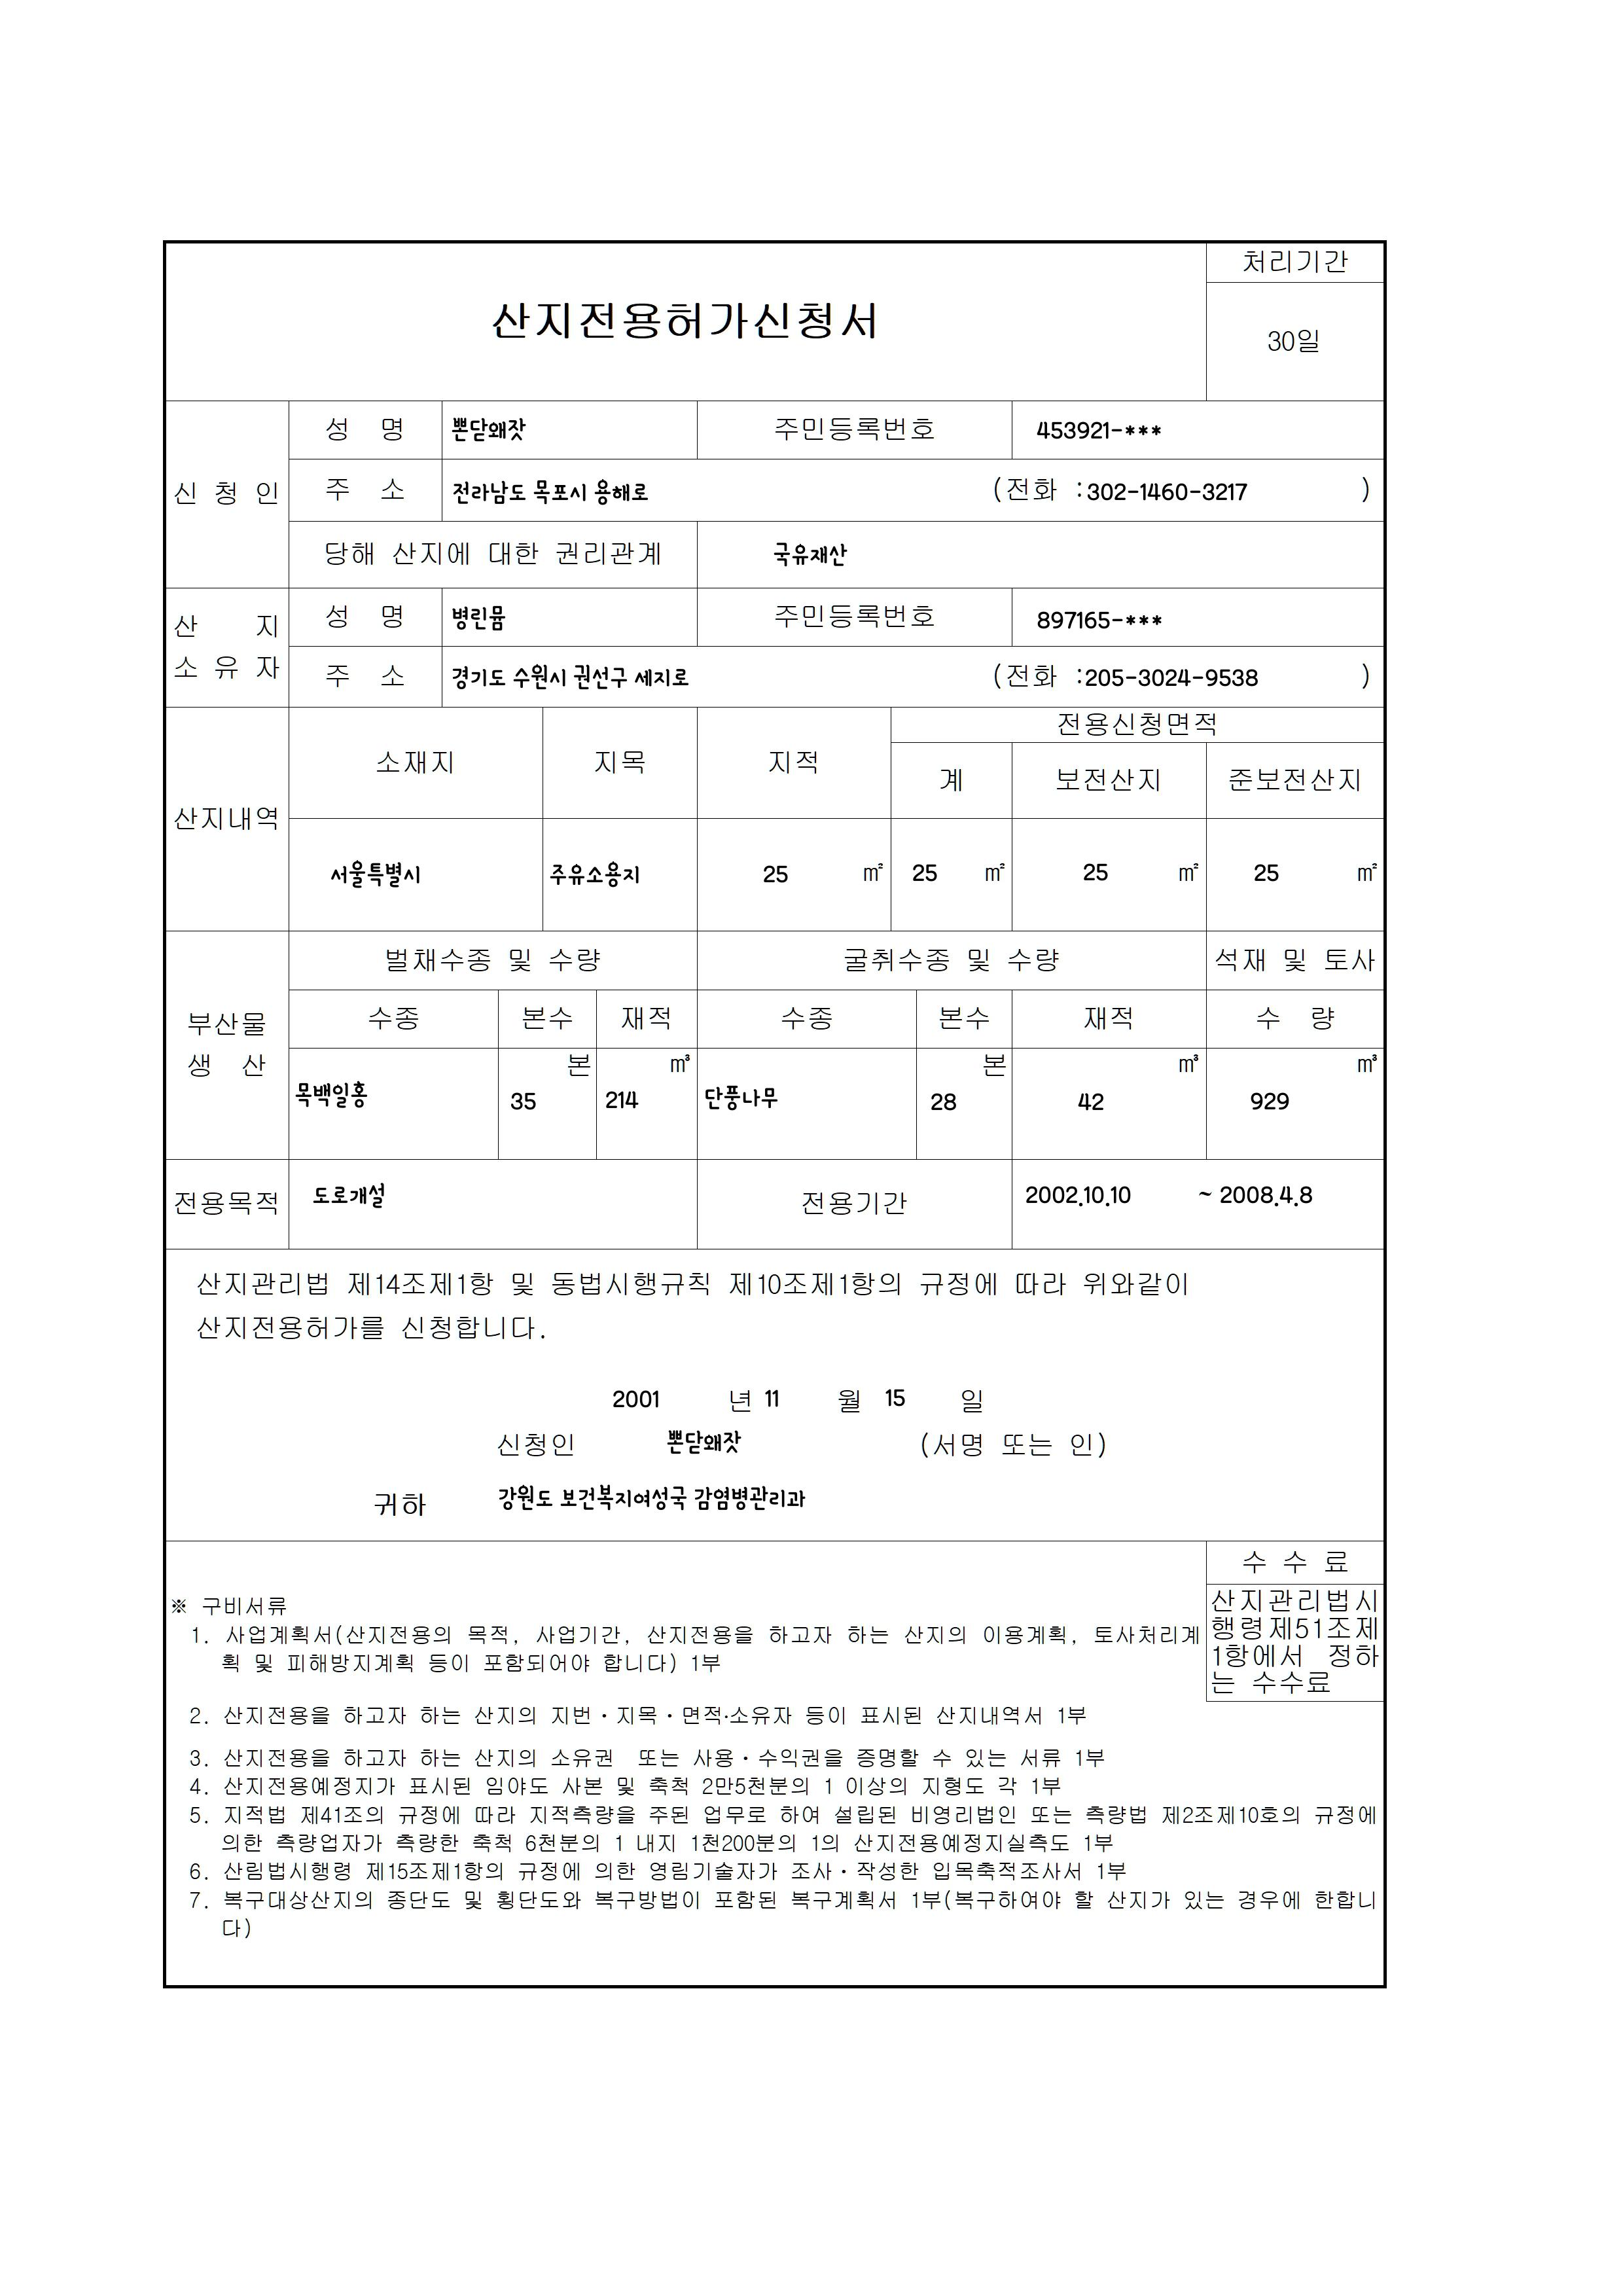 처리기간
산지전용허가신청서
30일
신 청 인
성 명 뽄닫왜잣 주민등록번호 453921-***
주 소 전라남도 목포시 용해로 (전화 :302-1460-3217 )
당해 산지에 대한 권리관계 국유재산
산 지
소 유 자
성 명 병린뮴 주민등록번호 897165-***
주 소 경기도 수원시 권선구 세지로 (전화 :205-3024-9538 )
산지내역
소재지 지목 지적 전용신청면적
계 보전산지 준보전산지
서울특별시 주유소용지 25 ㎡ 25 ㎡ 25 ㎡ 25 ㎡
부산물
생 산
벌채수종 및 수량 굴취수종 및 수량 석재 및 토사
수종 본수 재적 수종 본수 재적 수 량
본 ㎥ 본 ㎥ ㎥
목백일홍 35 214 단풍나무 28 42 929
전용목적 도로개설 전용기간 2002.10.10 ~ 2008.4.8
산지관리법 제14조제1항 및 동법시행규칙 제10조제1항의 규정에 따라 위와같이
산지전용허가를 신청합니다.
2001 년 11 월 15 일
신청인 뽄닫왜잣 (서명 또는 인)
귀하 강원도 보건복지여성국 감염병관리과
수 수 료
산지관리법시
행령제51조제
1항에서 정하
는 수수료
※ 구비서류
1. 사업계획서(산지전용의 목적, 사업기간, 산지전용을 하고자 하는 산지의 이용계획, 토사처리계
획 및 피해방지계획 등이 포함되어야 합니다) 1부
2. 산지전용을 하고자 하는 산지의 지번·지목·면적·소유자 등이 표시된 산지내역서 1부
3. 산지전용을 하고자 하는 산지의 소유권 또는 사용·수익권을 증명할 수 있는 서류 1부
4. 산지전용예정지가 표시된 임야도 사본 및 축척 2만5천분의 1 이상의 지형도 각 1부
5. 지적법 제41조의 규정에 따라 지적측량을 주된 업무로 하여 설립된 비영리법인 또는 측량법 제2조제10호의 규정에
의한 측량업자가 측량한 축척 6천분의 1 내지 1천200분의 1의 산지전용예정지실측도 1부
6. 산림법시행령 제15조제1항의 규정에 의한 영림기술자가 조사·작성한 입목축적조사서 1부
7. 복구대상산지의 종단도 및 횡단도와 복구방법이 포함된 복구계획서 1부(복구하여야 할 산지가 있는 경우에 한합니
다)